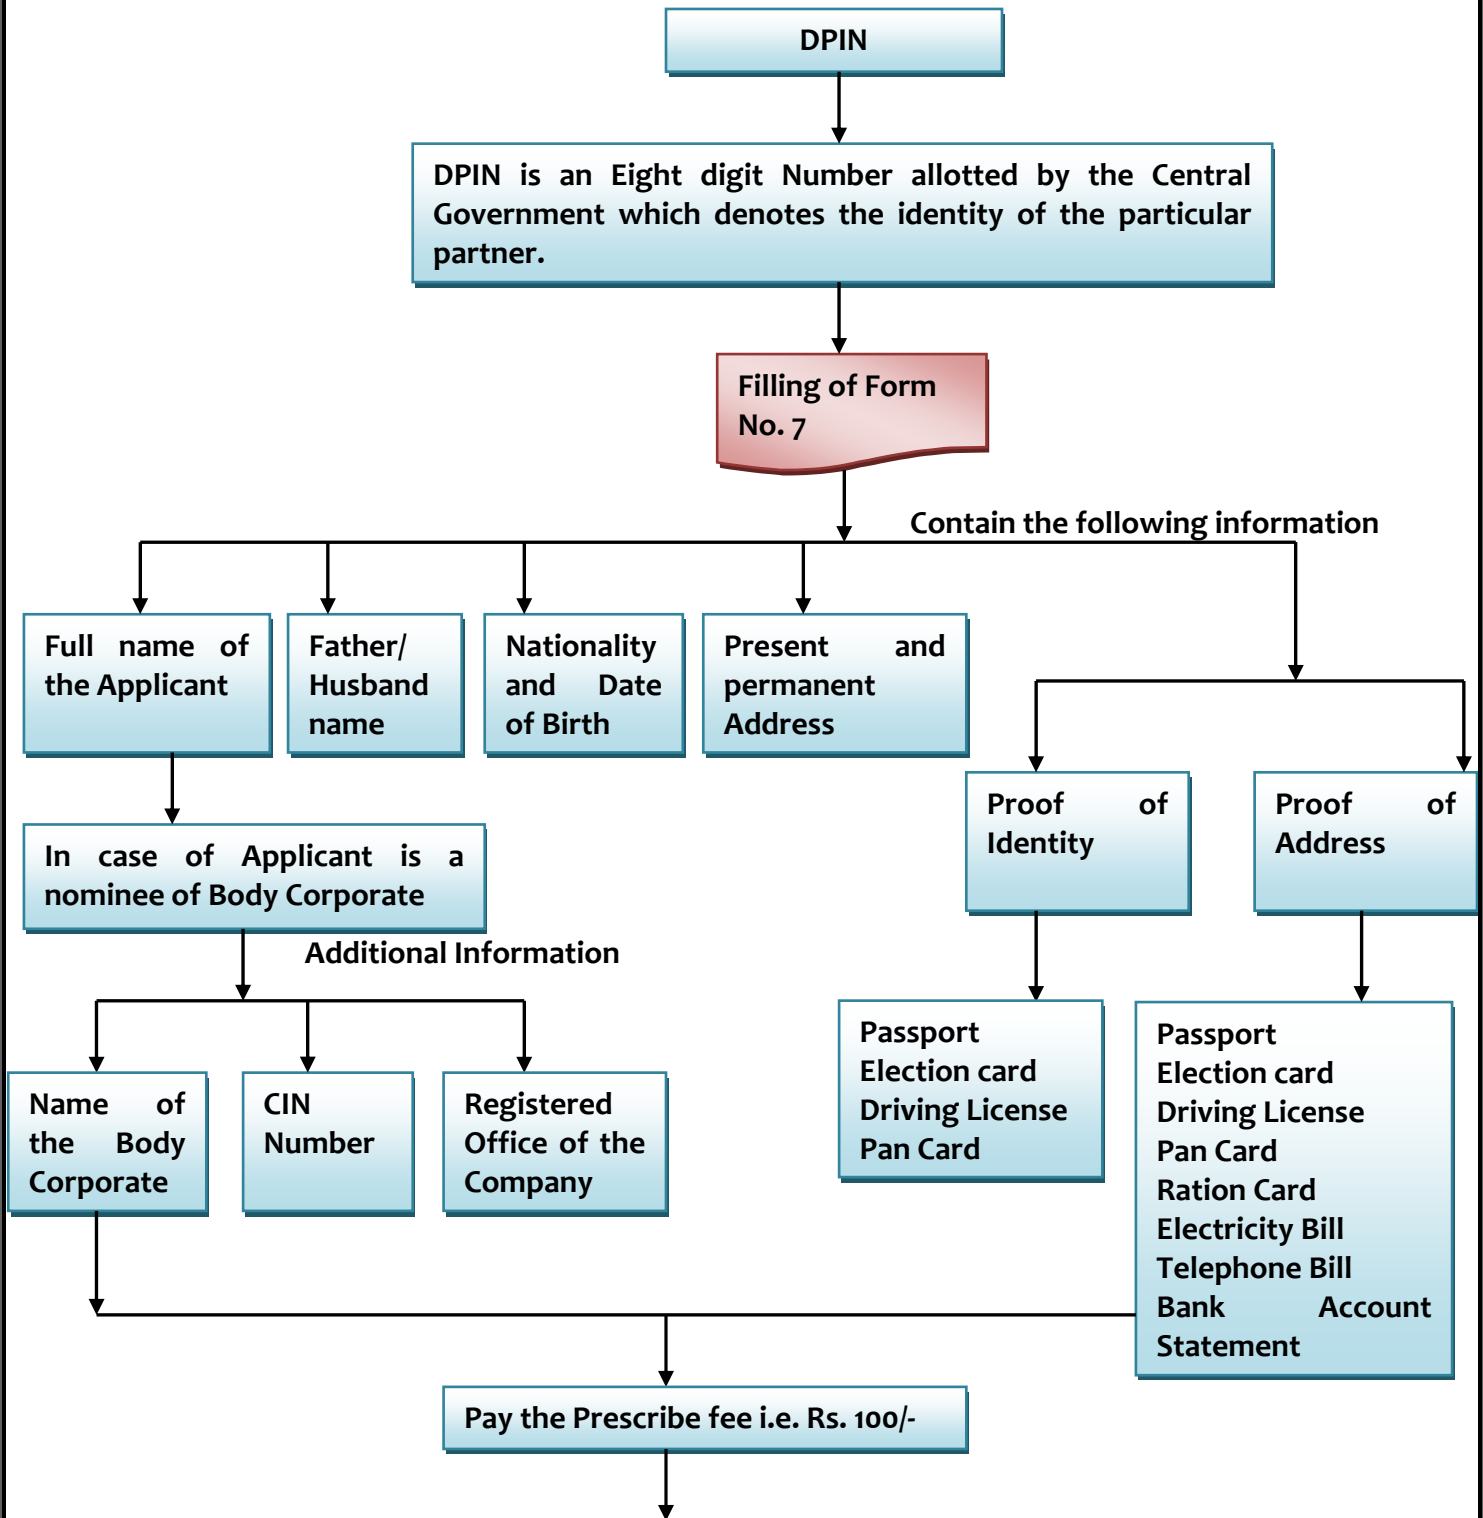 DPIN
DPIN is an Eight digit Number allotted by the Central
Government which denotes the identity of the particular
partner.
Filling of Form
No. 7
Contain the following information
Full name of
the Applicant
Father/
Husband
name
Nationality
and Date
of Birth
Present and
permanent
Address
Proof of
Identity
Proof of
Address
In case of Applicant is a
nominee of Body Corporate
Additional Information
Name of
the Body
Corporate
CIN
Number
Registered
Office of the
Company
Passport
Election card
Driving License
Pan Card
Passport
Election card
Driving License
Pan Card
Ration Card
Electricity Bill
Telephone Bill
Bank Account
Statement
Pay the Prescribe fee i.e. Rs. 100/-